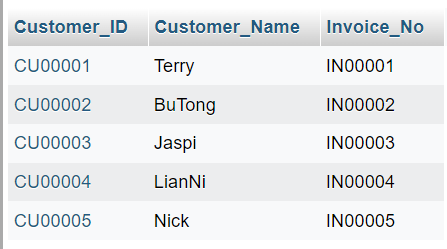 Customer_ID Customer_Name Invoice_No
CU00001 Terry IN00001
CU00002 BuTong IN00002
CU00003 Jaspi IN00003
CU00004 LianNi IN00004
CU00005 Nick IN00005